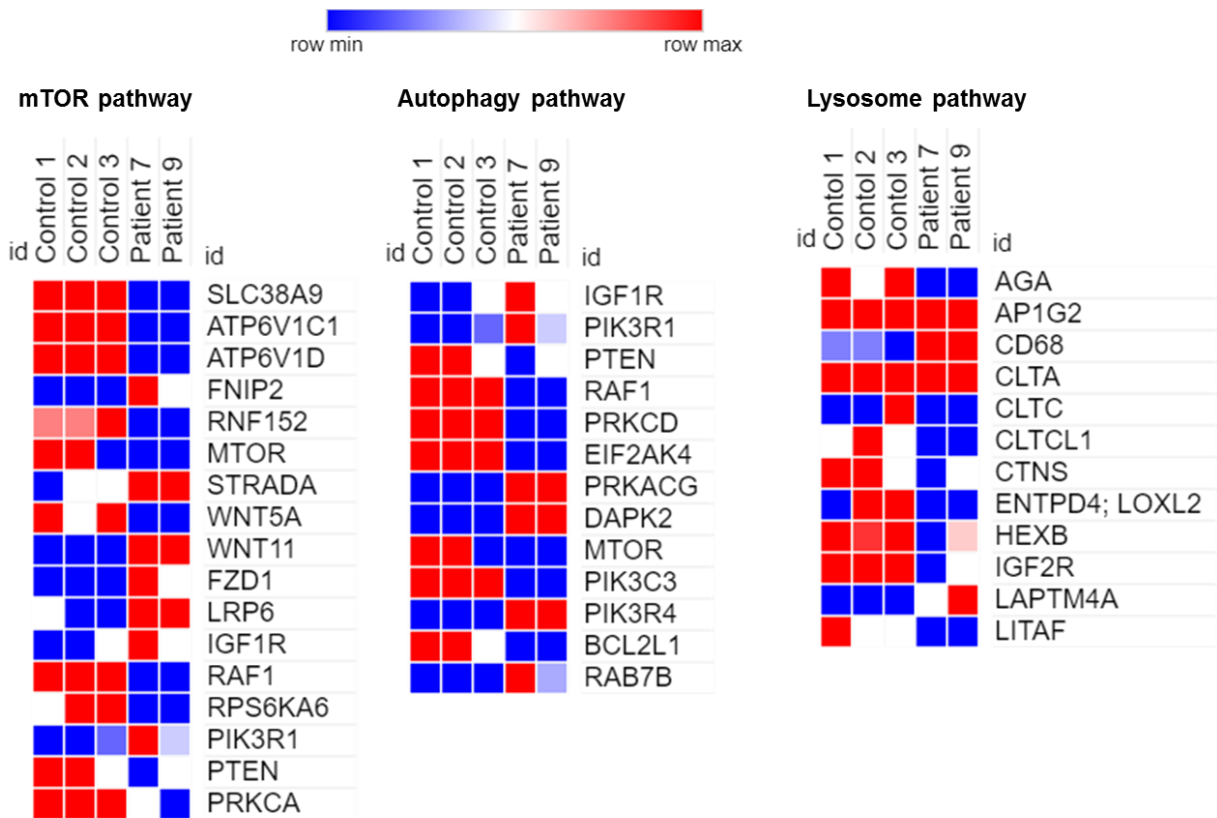 row min row max
mTOR pathway
Control 1 Control 2 Control 3 Patient 7 Patient 9
id id
SLC38A9
ATP6V1C1
ATP6V1D
FNIP2
RNF152
MTOR
STRADA
WNT5A
WNT11
FZD1
LRP6
IGF1R
RAF1
RPS6KA6
PIK3R1
PTEN
PRKCA
Autophagy pathway
Control 1 Control 2 Control 3 Patient 7 Patient 9
id id
IGF1R
PIK3R1
PTEN
RAF1
PRKCD
EIF2AK4
PRKACG
DAPK2
MTOR
PIK3C3
PIK3R4
BCL2L1
RAB7B
Lysosome pathway
Contol 1 Contol 2 Contol 3 Patient 7 Patient 9
id id
AGA
AP1G2
CD68
CLTA
CLTC
CLTCL1
CTNS
ENTPD4; LOXL2
HEXB
IGF2R
LAPTM4A
LITAF